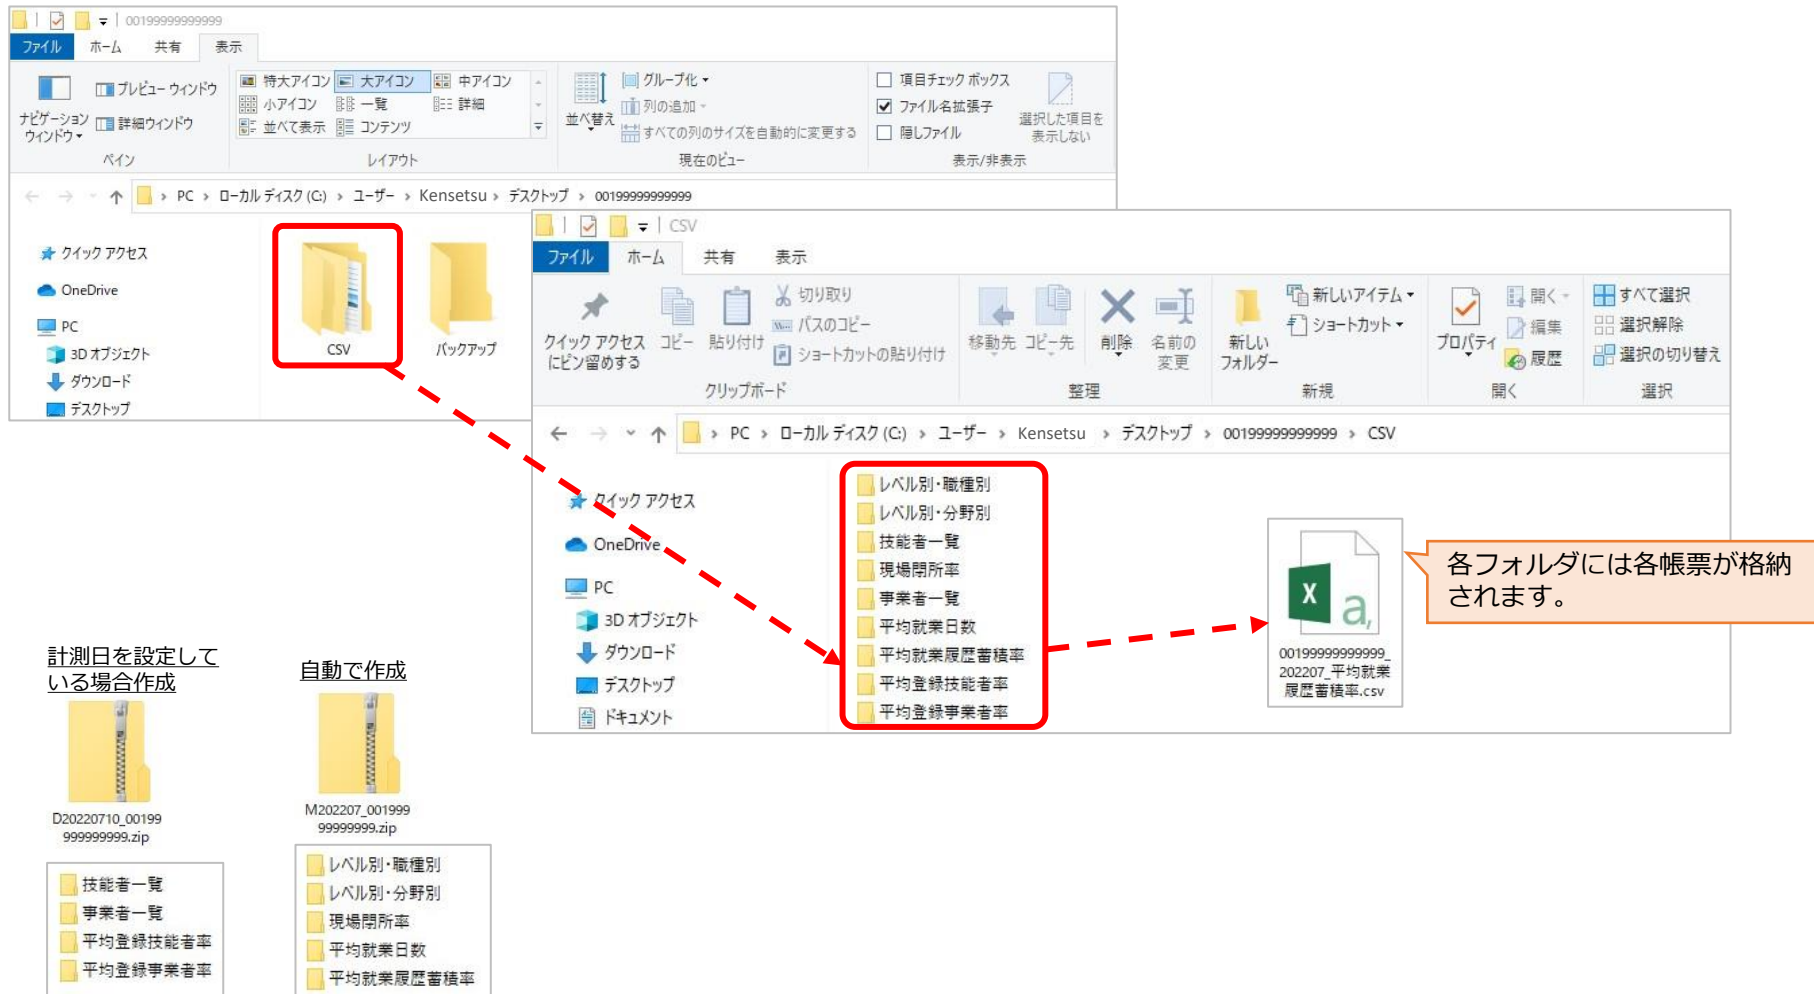 00199999999999
ファイル ホーム 共有 表示
ナビゲーション
ウィンドウ
プレビュー ウィンドウ
詳細ウィンドウ
ペイン
特大アイコン 大アイコン 中アイコン
小アイコン 一覧 詳細
並べて表示 コンテンツ
レイアウト
並べ替え
グループ化
列の追加
すべての列のサイズを自動的に変更する
現在のビュー
項目チェック ボックス
ファイル名拡張子
隠しファイル
選択した項目を
表示しない
表示/非表示
PC › ローカル ディスク (C:) › ユーザー › Kensetsu › デスクトップ › 00199999999999
クイック アクセス
OneDrive
PC
3D オブジェクト
ダウンロード
デスクトップ
CSV
バックアップ
CSV
ファイル ホーム 共有 表示
クイック アクセス
にピン留めする
コピー
貼り付け
切り取り
パスのコピー
ショートカットの貼り付け
クリップボード
移動先 コピー先 削除 名前の
変更
整理
新しい
フォルダー
新しいアイテム
ショートカット
新規
プロパティ
開く
編集
履歴
開く
すべて選択
選択解除
選択の切り替え
選択
PC › ローカル ディスク (C:) › ユーザー › Kensetsu › デスクトップ › 00199999999999 › CSV
クイック アクセス
OneDrive
PC
3D オブジェクト
ダウンロード
デスクトップ
ドキュメント
レベル別・職種別
レベル別・分野別
技能者一覧
現場閉所率
事業者一覧
平均就業日数
平均就業履歴蓄積率
平均登録技能者率
平均登録事業者率
X a,
00199999999999_
202207_平均就業
履歴蓄積率.csv
各フォルダには各帳票が格納
されます。
計測日を設定して
いる場合作成
D20220710_00199
999999999.zip
技能者一覧
事業者一覧
平均登録技能者率
平均登録事業者率
自動で作成
M202207_001999
99999999.zip
レベル別・職種別
レベル別・分野別
現場閉所率
平均就業日数
平均就業履歴蓄積率